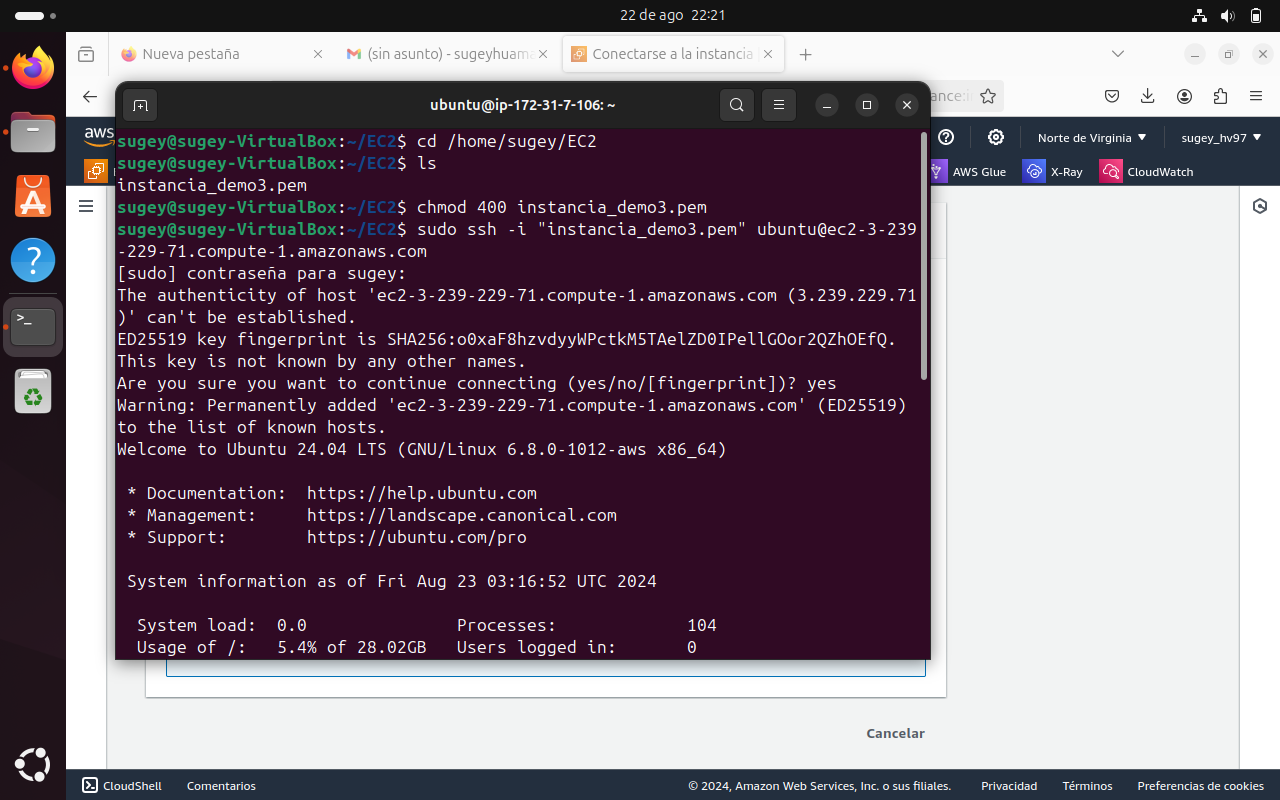 22 de ago 22:21
Nueva pestaña
(sin asunto) - sugeyhuama
Conectarse a la instancia
ubuntu@ip-172-31-7-106: ~
ance:i
aws
Norte de Virginia
sugey_hv97
AWS Glue
X-Ray
CloudWatch
sugey@sugey-VirtualBox:~/EC2$ cd /home/sugey/EC2
sugey@sugey-VirtualBox:~/EC2$ ls
instancia_demo3.pem
sugey@sugey-VirtualBox:~/EC2$ chmod 400 instancia_demo3.pem
sugey@sugey-VirtualBox:~/EC2$ sudo ssh -i "instancia_demo3.pem" ubuntu@ec2-3-239
-229-71.compute-1.amazonaws.com
[sudo] contraseña para sugey:
The authenticity of host 'ec2-3-239-229-71.compute-1.amazonaws.com (3.239.229.71
)' can't be established.
ED25519 key fingerprint is SHA256:o0xaF8hzvdyyWPctkM5TAelZD0IPellGOor2QZhOEfQ.
This key is not known by any other names.
Are you sure you want to continue connecting (yes/no/[fingerprint])? yes
Warning: Permanently added 'ec2-3-239-229-71.compute-1.amazonaws.com' (ED25519)
to the list of known hosts.
Welcome to Ubuntu 24.04 LTS (GNU/Linux 6.8.0-1012-aws x86_64)
* Documentation: https://help.ubuntu.com
* Management: https://landscape.canonical.com
* Support: https://ubuntu.com/pro
System information as of Fri Aug 23 03:16:52 UTC 2024
System load: 0.0 Processes: 104
Usage of /: 5.4% of 28.02GB Users logged in: 0
Cancelar
CloudShell
Comentarios
© 2024, Amazon Web Services, Inc. o sus filiales.
Privacidad
Términos
Preferencias de cookies